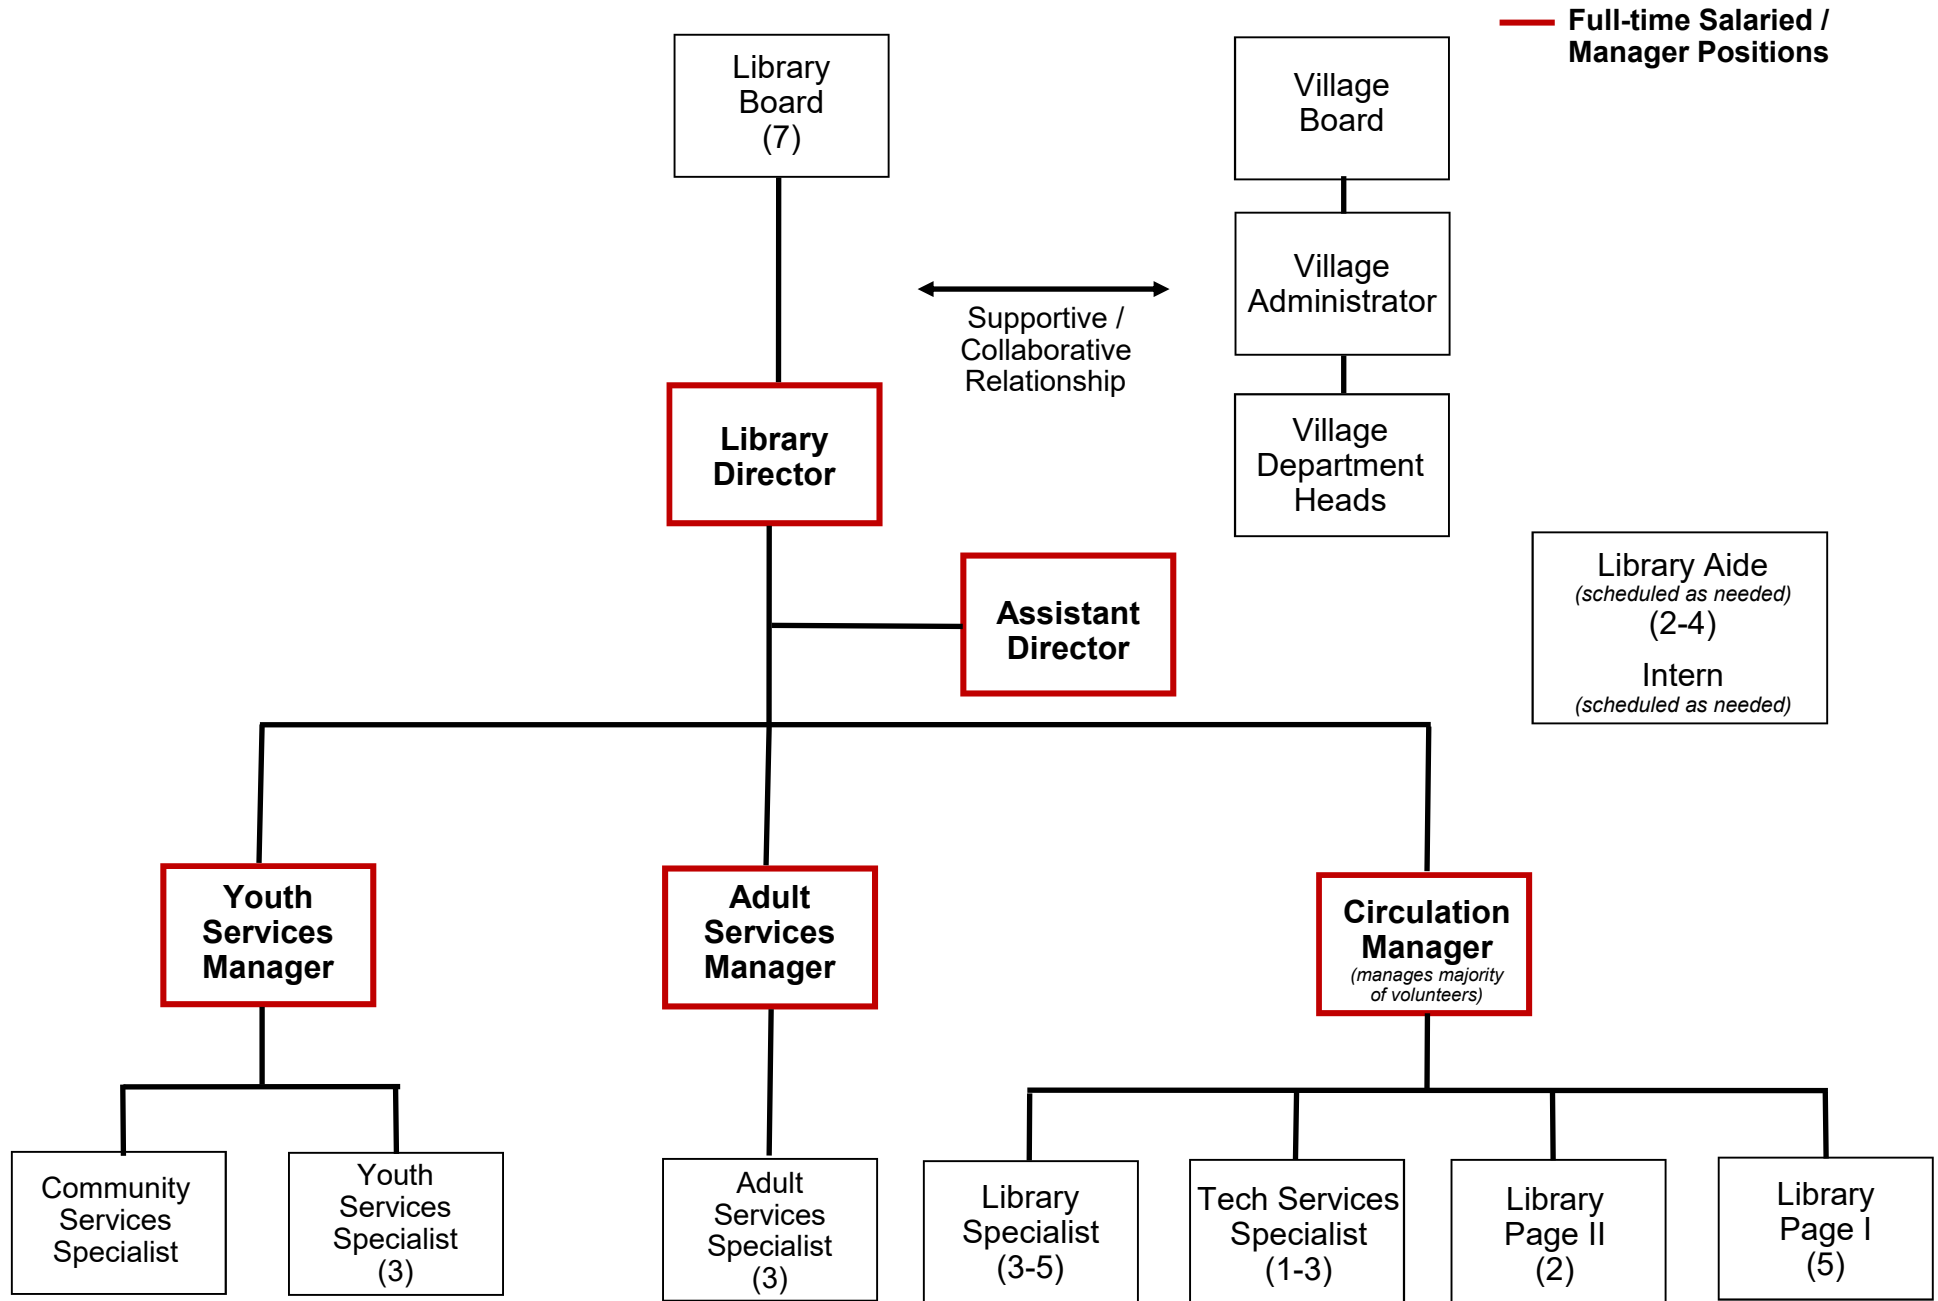 Full-time Salaried /
Manager Positions
Library
Board
(7)
Village
Board
Village
Administrator
Supportive /
Collaborative
Relationship
Library
Director
Village
Department
Heads
Assistant
Director
Library Aide
(scheduled as needed)
(2-4)
Intern
(scheduled as needed)
Youth
Services
Manager
Adult
Services
Manager
Circulation
Manager
(manages majority
of volunteers)
Community
Services
Specialist
Youth
Services
Specialist
(3)
Adult
Services
Specialist
(3)
Library
Specialist
(3-5)
Tech Services
Specialist
(1-3)
Library
Page II
(2)
Library
Page I
(5)